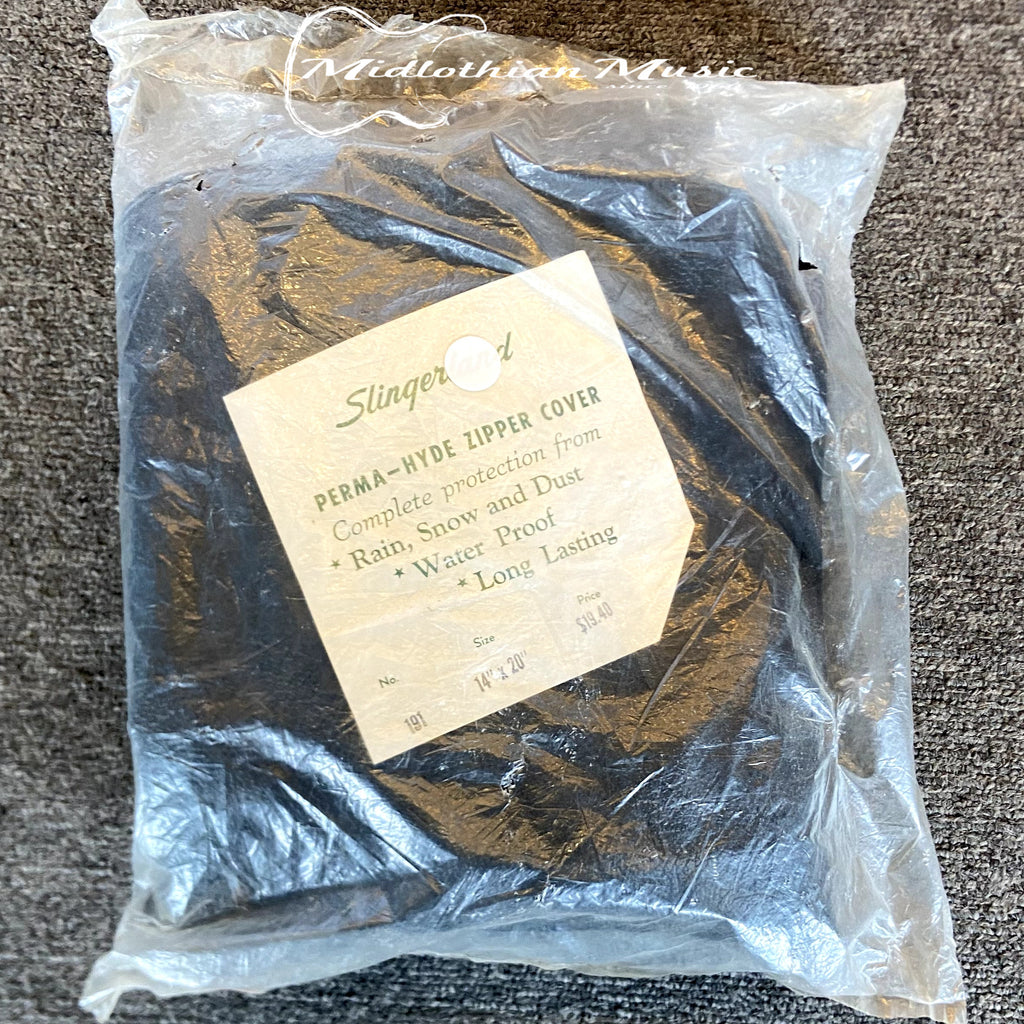 Midlothian Music
Slingerland
PERMA-HYDE ZIPPER COVER
Complete protection from
* Rain, Snow and Dust
* Water Proof
* Long Lasting
No. Size Price
191 14" x 20" $19.40